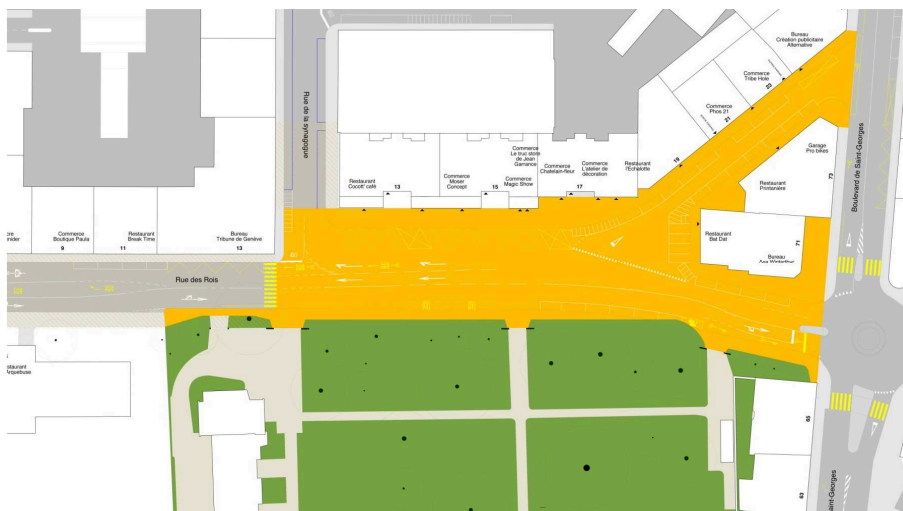 Bureau
Création publicitaire
Alternative
Commerce
Tribe Hole
23
Commerce
Phos 21
21
19
Rue de la synagogue
Commerce
Le truc store
de Jean
Garrance
Restaurant
Cocott' café
13
Commerce
Moser
Concept
15
Commerce
Magic Show
Commerce
Chatelain-fleur
Commerce
L'atelier de
décoration
17
Restaurant
l'Echalotte
Garage
Pro bikes
73
Restaurant
Printanière
Boulevard de Saint-Georges
Restaurant
Bat Dat
71
Bureau
Commerce
Boutique Paula
9
Restaurant
Break Time
11
Bureau
Tribune de Genève
13
Rue des Rois
65
63